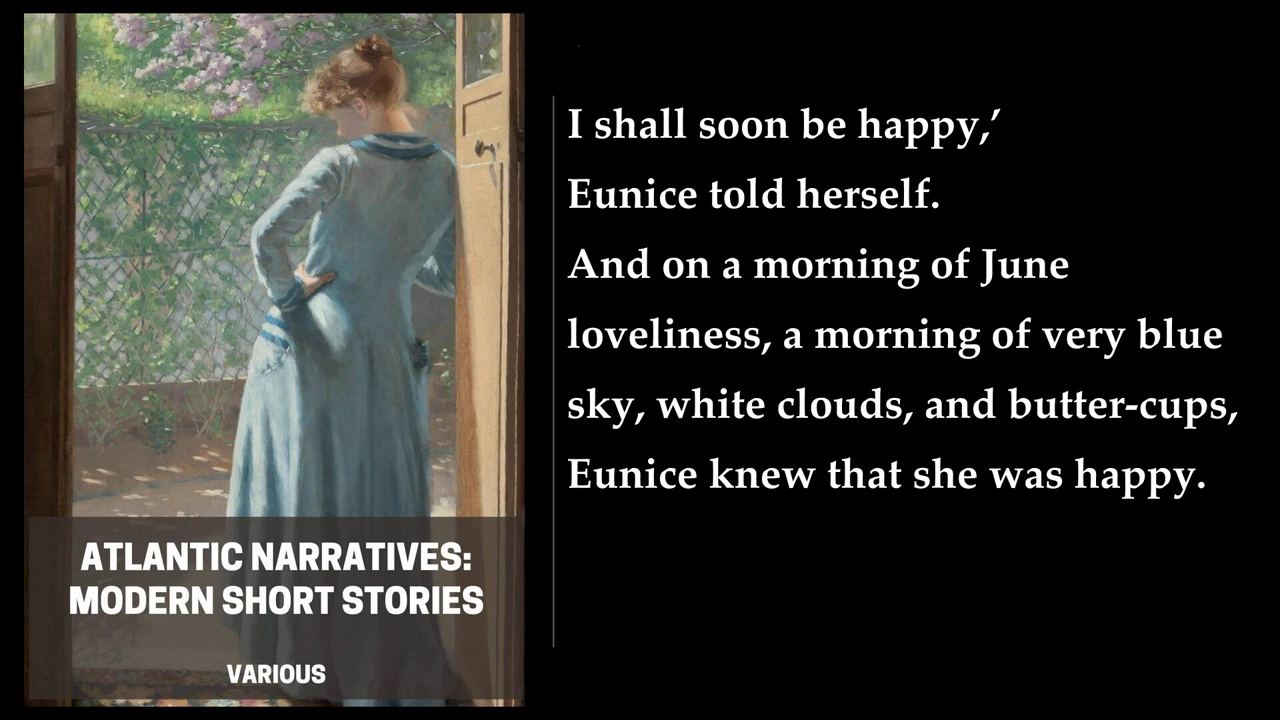 I shall soon be happy,’
Eunice told herself.
And on a morning of June
loveliness, a morning of very blue
sky, white clouds, and butter-cups,
Eunice knew that she was happy.
ATLANTIC NARRATIVES:
MODERN SHORT STORIES
VARIOUS